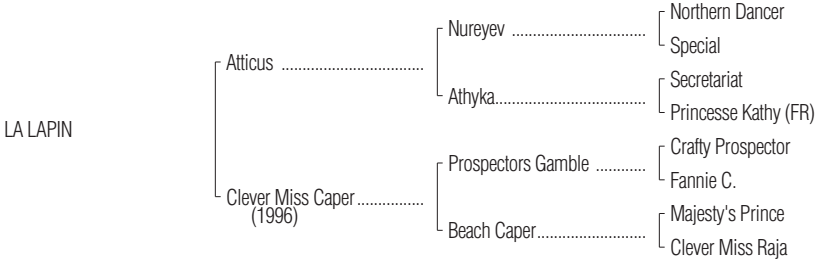 Northern Dancer
Nureyev ................................
Special
Atticus ..................................
Secretariat
Athyka....................................
Princesse Kathy (FR)
LA LAPIN
Crafty Prospector
Prospectors Gamble ............
Fannie C.
Clever Miss Caper ................
(1996)
Majesty's Prince
Beach Caper..........................
Clever Miss Raja